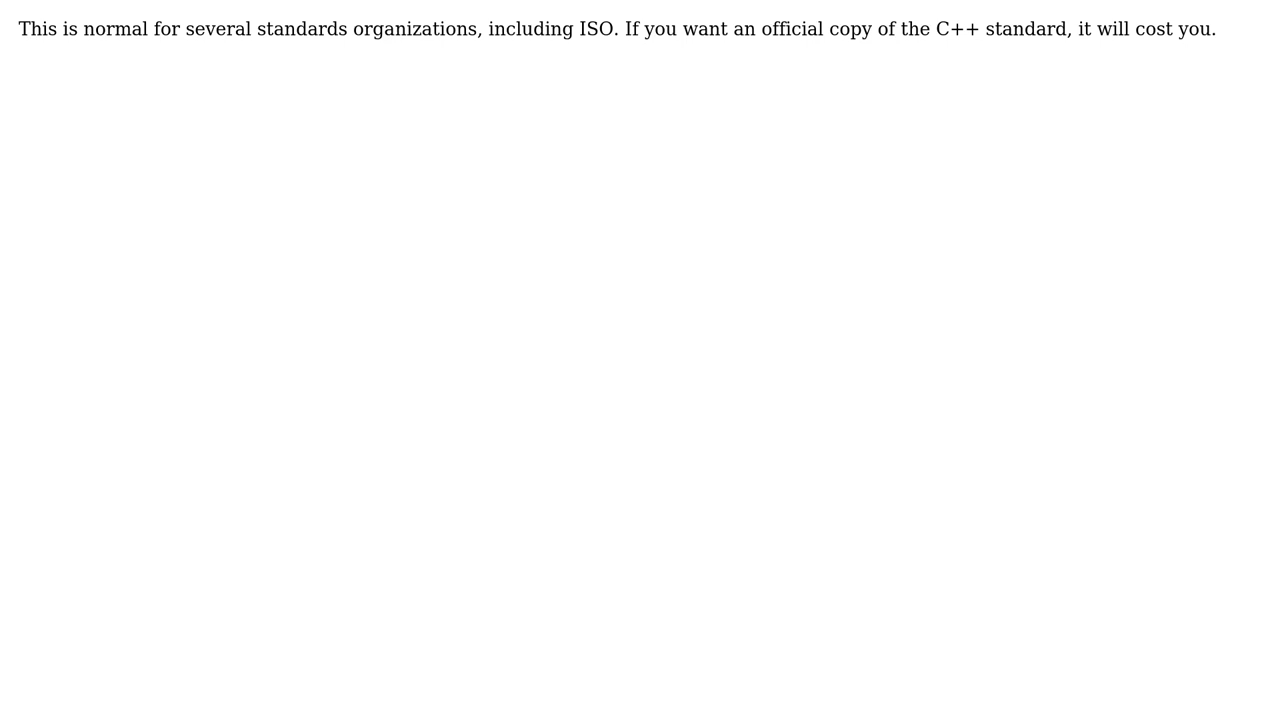 This is normal for several standards organizations, including ISO. If you want an official copy of the C++ standard, it will cost you.